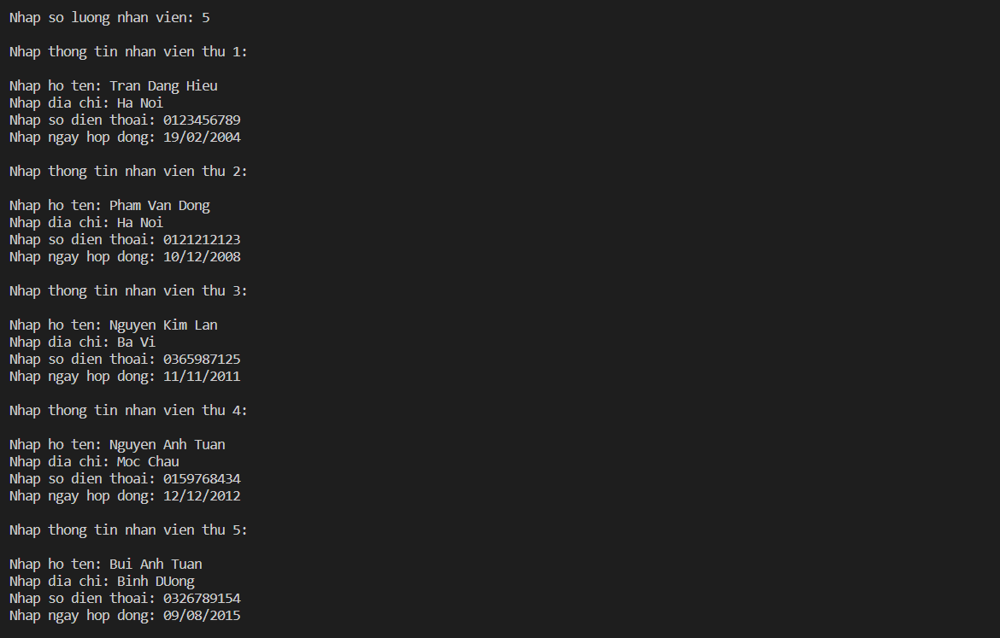 Nhap so luong nhan vien: 5
Nhap thong tin nhan vien thu 1:
Nhap ho ten: Tran Dang Hieu
Nhap dia chi: Ha Noi
Nhap so dien thoai: 0123456789
Nhap ngay hop dong: 19/02/2004
Nhap thong tin nhan vien thu 2:
Nhap ho ten: Pham Van Dong
Nhap dia chi: Ha Noi
Nhap so dien thoai: 0121212123
Nhap ngay hop dong: 10/12/2008
Nhap thong tin nhan vien thu 3:
Nhap ho ten: Nguyen Kim Lan
Nhap dia chi: Ba Vi
Nhap so dien thoai: 0365987125
Nhap ngay hop dong: 11/11/2011
Nhap thong tin nhan vien thu 4:
Nhap ho ten: Nguyen Anh Tuan
Nhap dia chi: Moc Chau
Nhap so dien thoai: 0159768434
Nhap ngay hop dong: 12/12/2012
Nhap thong tin nhan vien thu 5:
Nhap ho ten: Bui Anh Tuan
Nhap dia chi: Binh DUong
Nhap so dien thoai: 0326789154
Nhap ngay hop dong: 09/08/2015